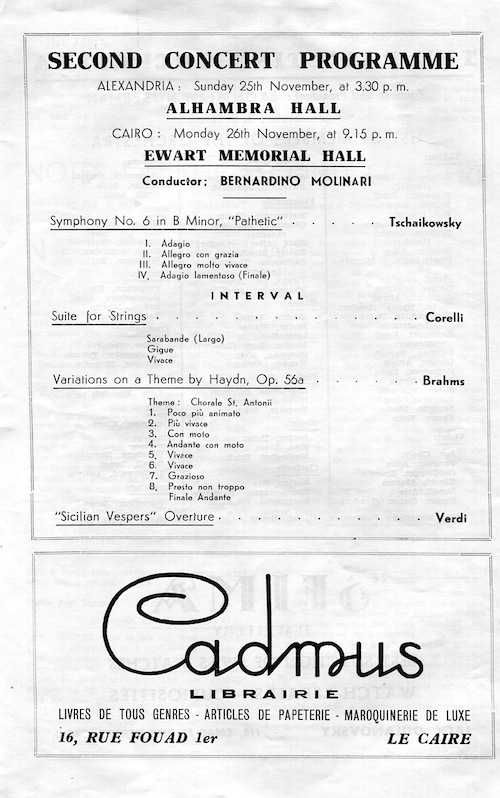 SECOND CONCERT PROGRAMME
ALEXANDRIA: Sunday 25th November, at 3.30 p. m.
ALHAMBRA HALL
CAIRO: Monday 26th November, at 9.15 p. m.
EWART MEMORIAL HALL
Conductor: BERNARDINO MOLINARI
Symphony No. 6 in B Minor, "Pathetic" . . . . . Tschaikowsky
I. Adagio
II. Allegro con grazia
III. Allegro molto vivace
IV. Adagio lamentoso (Finale)
INTERVAL
Suite for Strings . . . . . . . . . . . . . Corelli
Sarabande (Largo)
Gigue
Vivace
Variations on a Theme by Haydn, Op. 56a . . . . . Brahms
Theme: Chorale St. Antonii
1. Poco più animato
2. Più vivace
3. Con moto
4. Andante con moto
5. Vivace
6. Vivace
7. Grazioso
8. Presto non troppo
Finale Andante
"Sicilian Vespers" Overture . . . . . . . . . . Verdi
Cadmus
LIBRAIRIE
LIVRES DE TOUS GENRES - ARTICLES DE PAPETERIE - MAROQUINERIE DE LUXE
16, RUE FOUAD 1er LE CAIRE